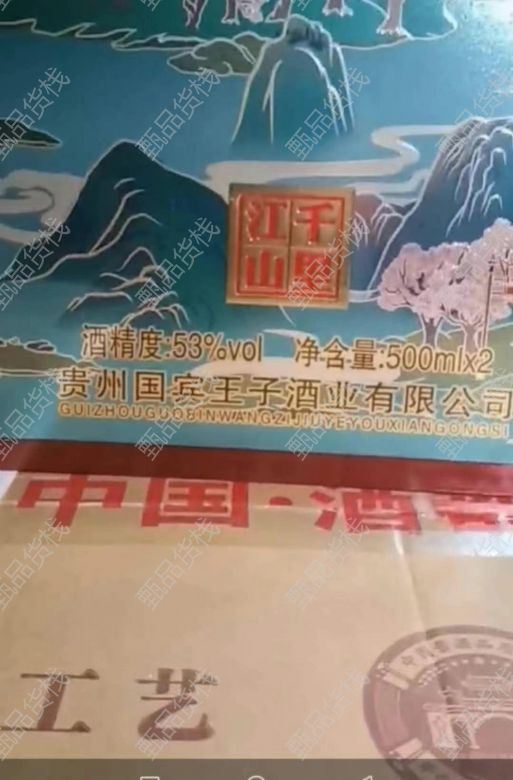 千里
江山
酒精度:53%vol 净含量:500mlx2
贵州国宾王子酒业有限公司
GUIZHOUGUOBINWANGZIJIUYEYOUXIANGONGSI
中国·酒
工艺
甄品货栈